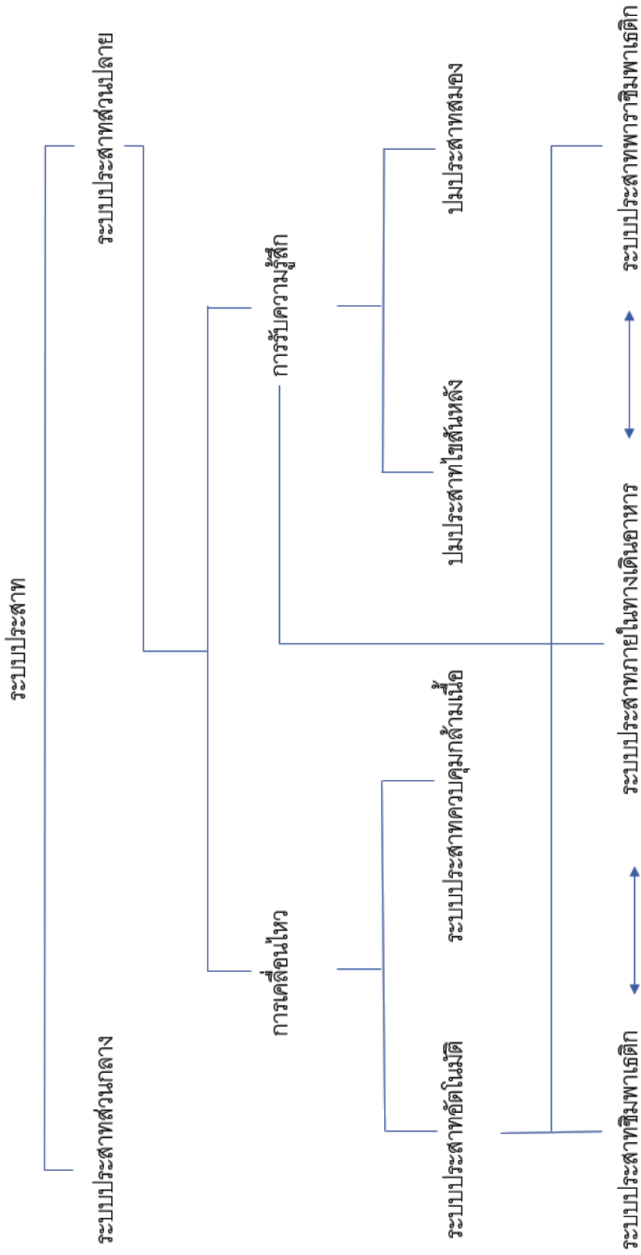 ระบบประสาท
ระบบประสาทส่วนกลาง
ระบบประสาทส่วนปลาย
การเคลื่อนไหว
การรับความรู้สึก
ระบบประสาทอัตโนมัติ
ระบบประสาทควบคุมกล้ามเนื้อ
ปมประสาทไขสันหลัง
ปมประสาทสมอง
ระบบประสาทซิมพาเธติก
ระบบประสาทภายในทางเดินอาหาร
ระบบประสาทพาราซิมพาเธติก